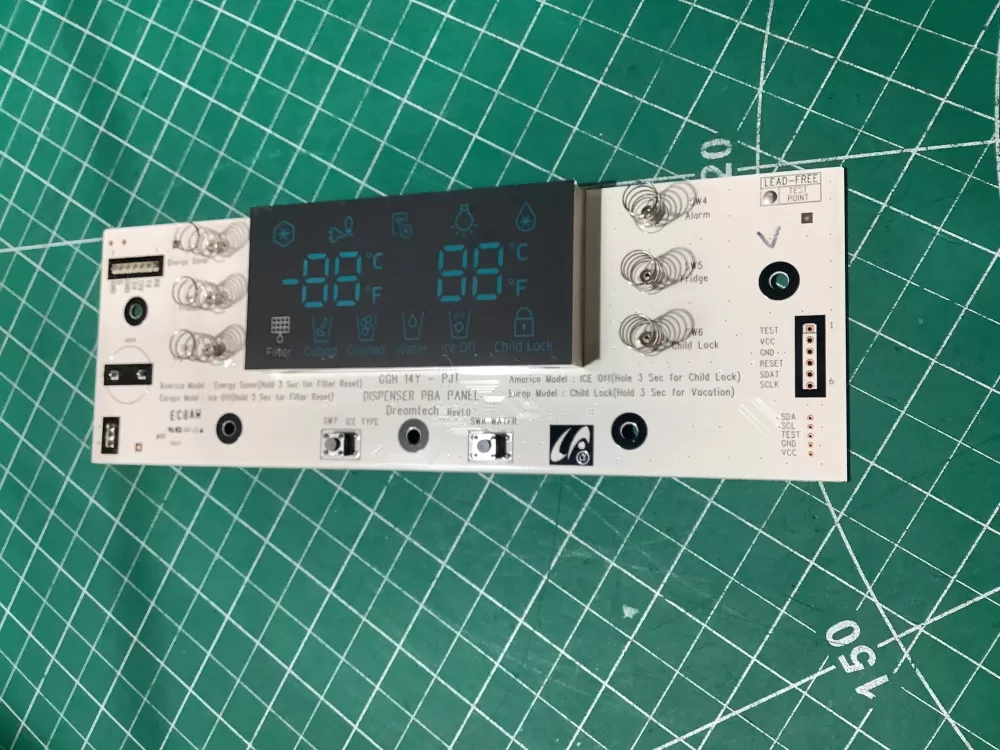 20
LEAD-FREE
TEST
POINT
SW4
Alarm
Energy Saver
-88°C
°F
88°C
°F
SW5
Fridge
SW6
Child Lock
Filter
Cubed
Crushed
Water
Ice Off
Child Lock
TEST
VCC
GND
RESET
SDAT
SCLK
1
6
GGH 14Y - PJT
America Model : Energy Saver(Hold 3 Sec for Filter Reset)
America Model : ICE Off(Hole 3 Sec for Child Lock)
Europe Model : Ice Off(Hold 3 Sec for Filter Reset)
DISPENSER PBA PANEL
Europ Model : Child Lock(Hold 3 Sec for Vacation)
Dreamtech Rev1.0
SW7 ICE TYPE
SW8 WATER
SDA
SCL
TEST
GND
VCC
150